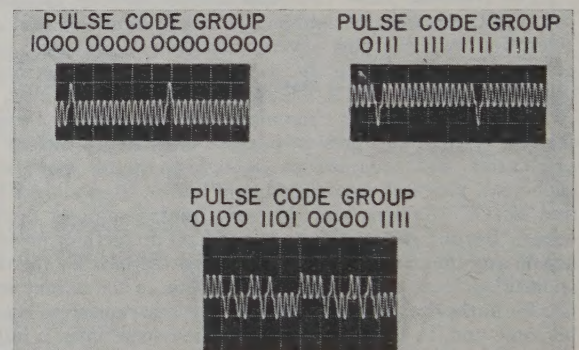 PULSE CODE GROUP
1000 0000 0000 0000
PULSE CODE GROUP
0111 1111 1111 1111
PULSE CODE GROUP
0100 1101 0000 1111